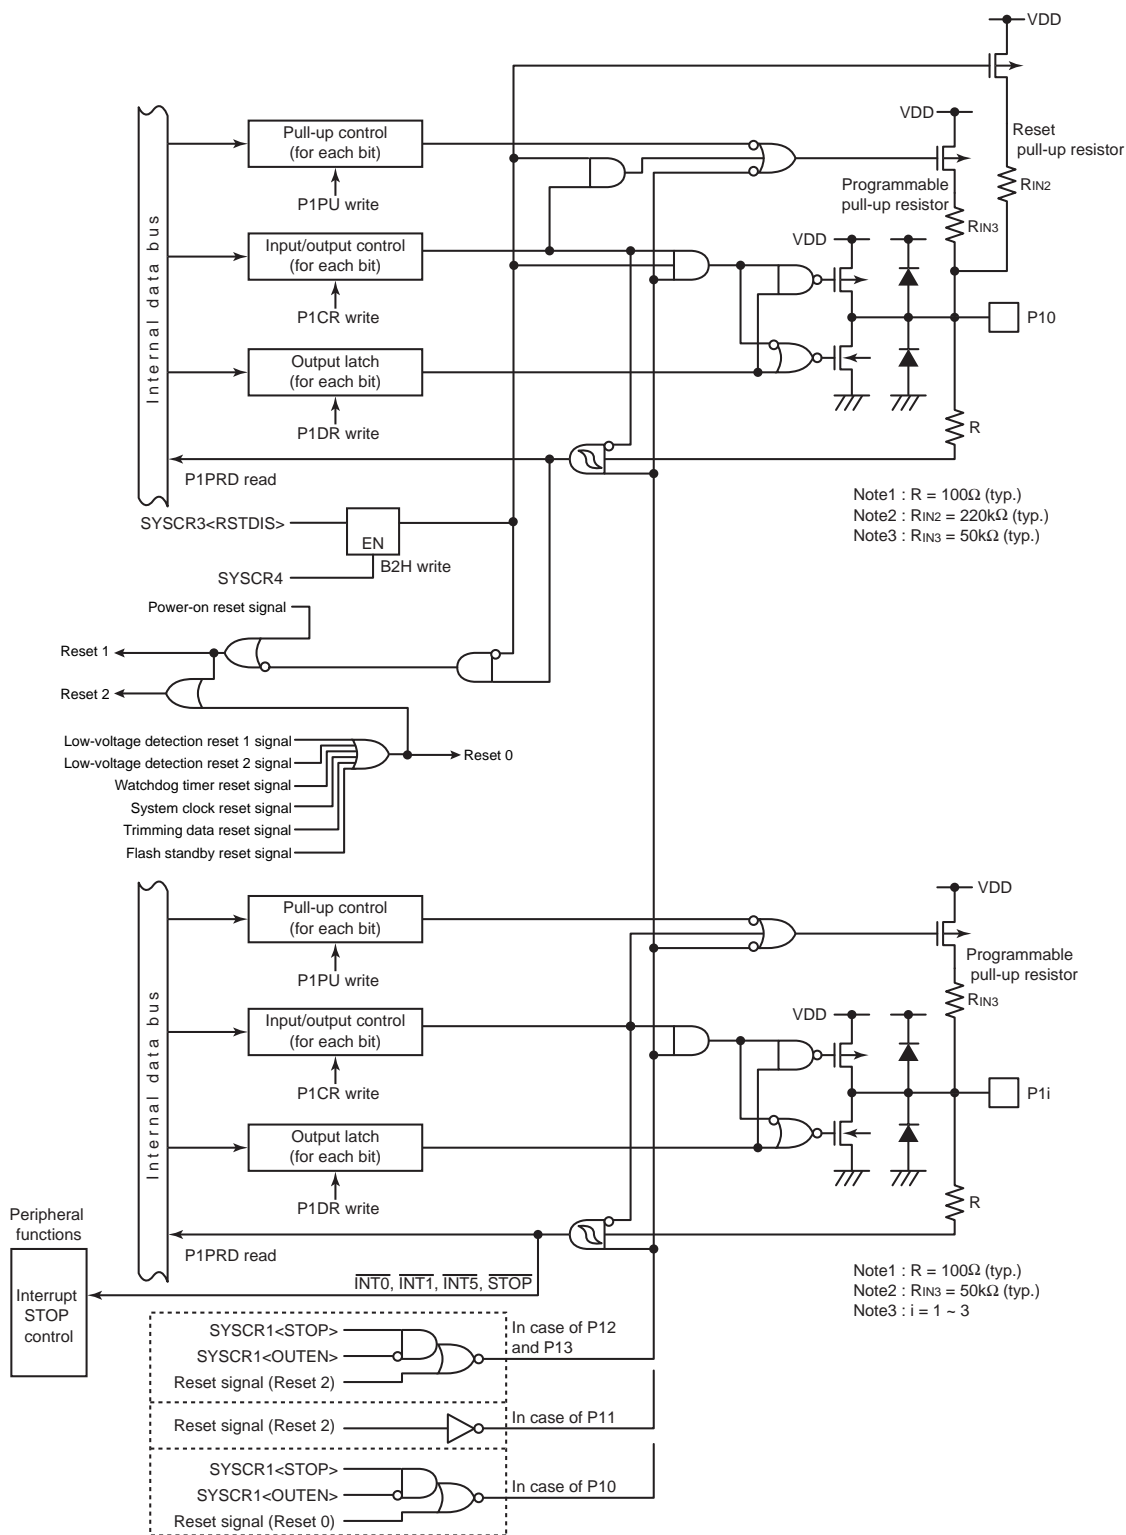 VDD
VDD
Pull-up control
(for each bit)
Reset
pull-up resistor
P1PU write
Programmable
pull-up resistor
RIN2
RIN3
Internal data bus
Input/output control
(for each bit)
VDD
P1CR write
P10
Output latch
(for each bit)
P1DR write
R
P1PRD read
Note1 : R = 100Ω (typ.)
Note2 : RIN2 = 220kΩ (typ.)
Note3 : RIN3 = 50kΩ (typ.)
SYSCR3<RSTDIS>
EN
B2H write
SYSCR4
Power-on reset signal
Reset 1
Reset 2
Low-voltage detection reset 1 signal
Low-voltage detection reset 2 signal
Watchdog timer reset signal
System clock reset signal
Trimming data reset signal
Flash standby reset signal
Reset 0
VDD
Pull-up control
(for each bit)
P1PU write
Programmable
pull-up resistor
RIN3
Internal data bus
Input/output control
(for each bit)
VDD
P1CR write
P1i
Output latch
(for each bit)
P1DR write
R
Peripheral
functions
P1PRD read
INT0, INT1, INT5, STOP
Interrupt
STOP
control
Note1 : R = 100Ω (typ.)
Note2 : RIN3 = 50kΩ (typ.)
Note3 : i = 1 ~ 3
SYSCR1<STOP>
SYSCR1<OUTEN>
Reset signal (Reset 2)
In case of P12
and P13
Reset signal (Reset 2)
In case of P11
SYSCR1<STOP>
SYSCR1<OUTEN>
Reset signal (Reset 0)
In case of P10